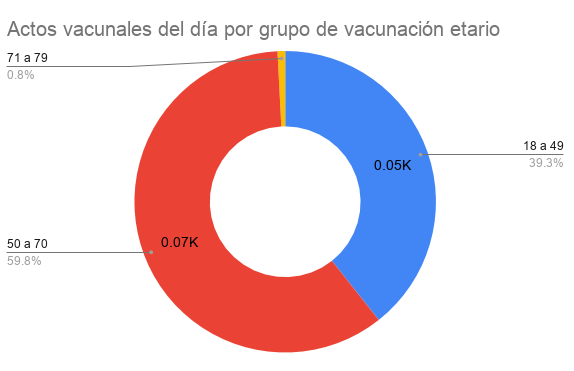 Actos vacunales del día por grupo de vacunación etario
71 a 79
0.8%
18 a 49
39.3%
0.05K
50 a 70
59.8%
0.07K